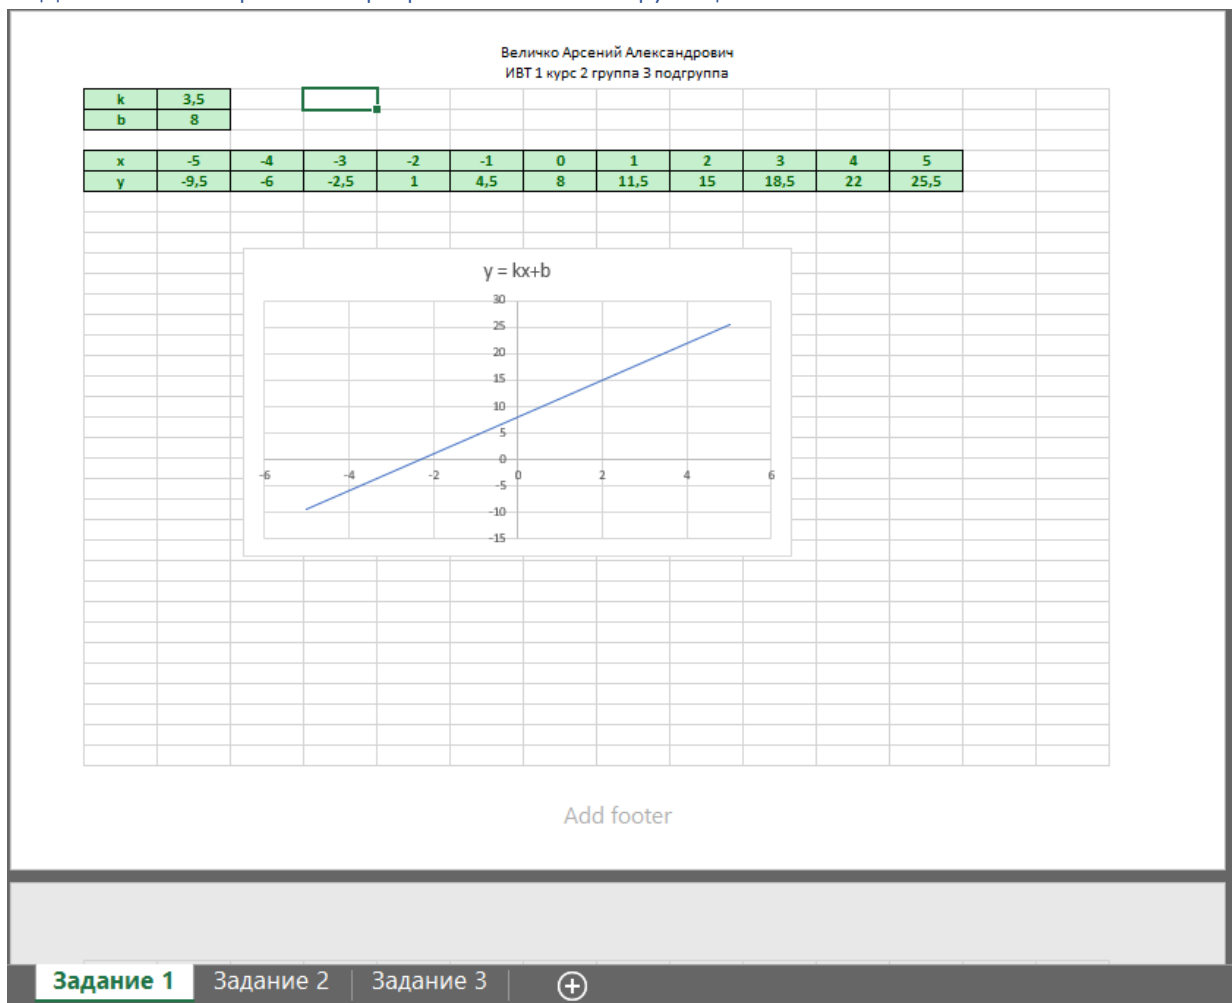 Величко Арсений Александрович
ИВТ 1 курс 2 группа 3 подгруппа
k 3,5
b 8
x -5 -4 -3 -2 -1 0 1 2 3 4 5
y -9,5 -6 -2,5 1 4,5 8 11,5 15 18,5 22 25,5
y = kx+b
30
25
20
15
10
5
0
-6 -4 -2 0 2 4 6
-5
-10
-15
Add footer
Задание 1 Задание 2 Задание 3